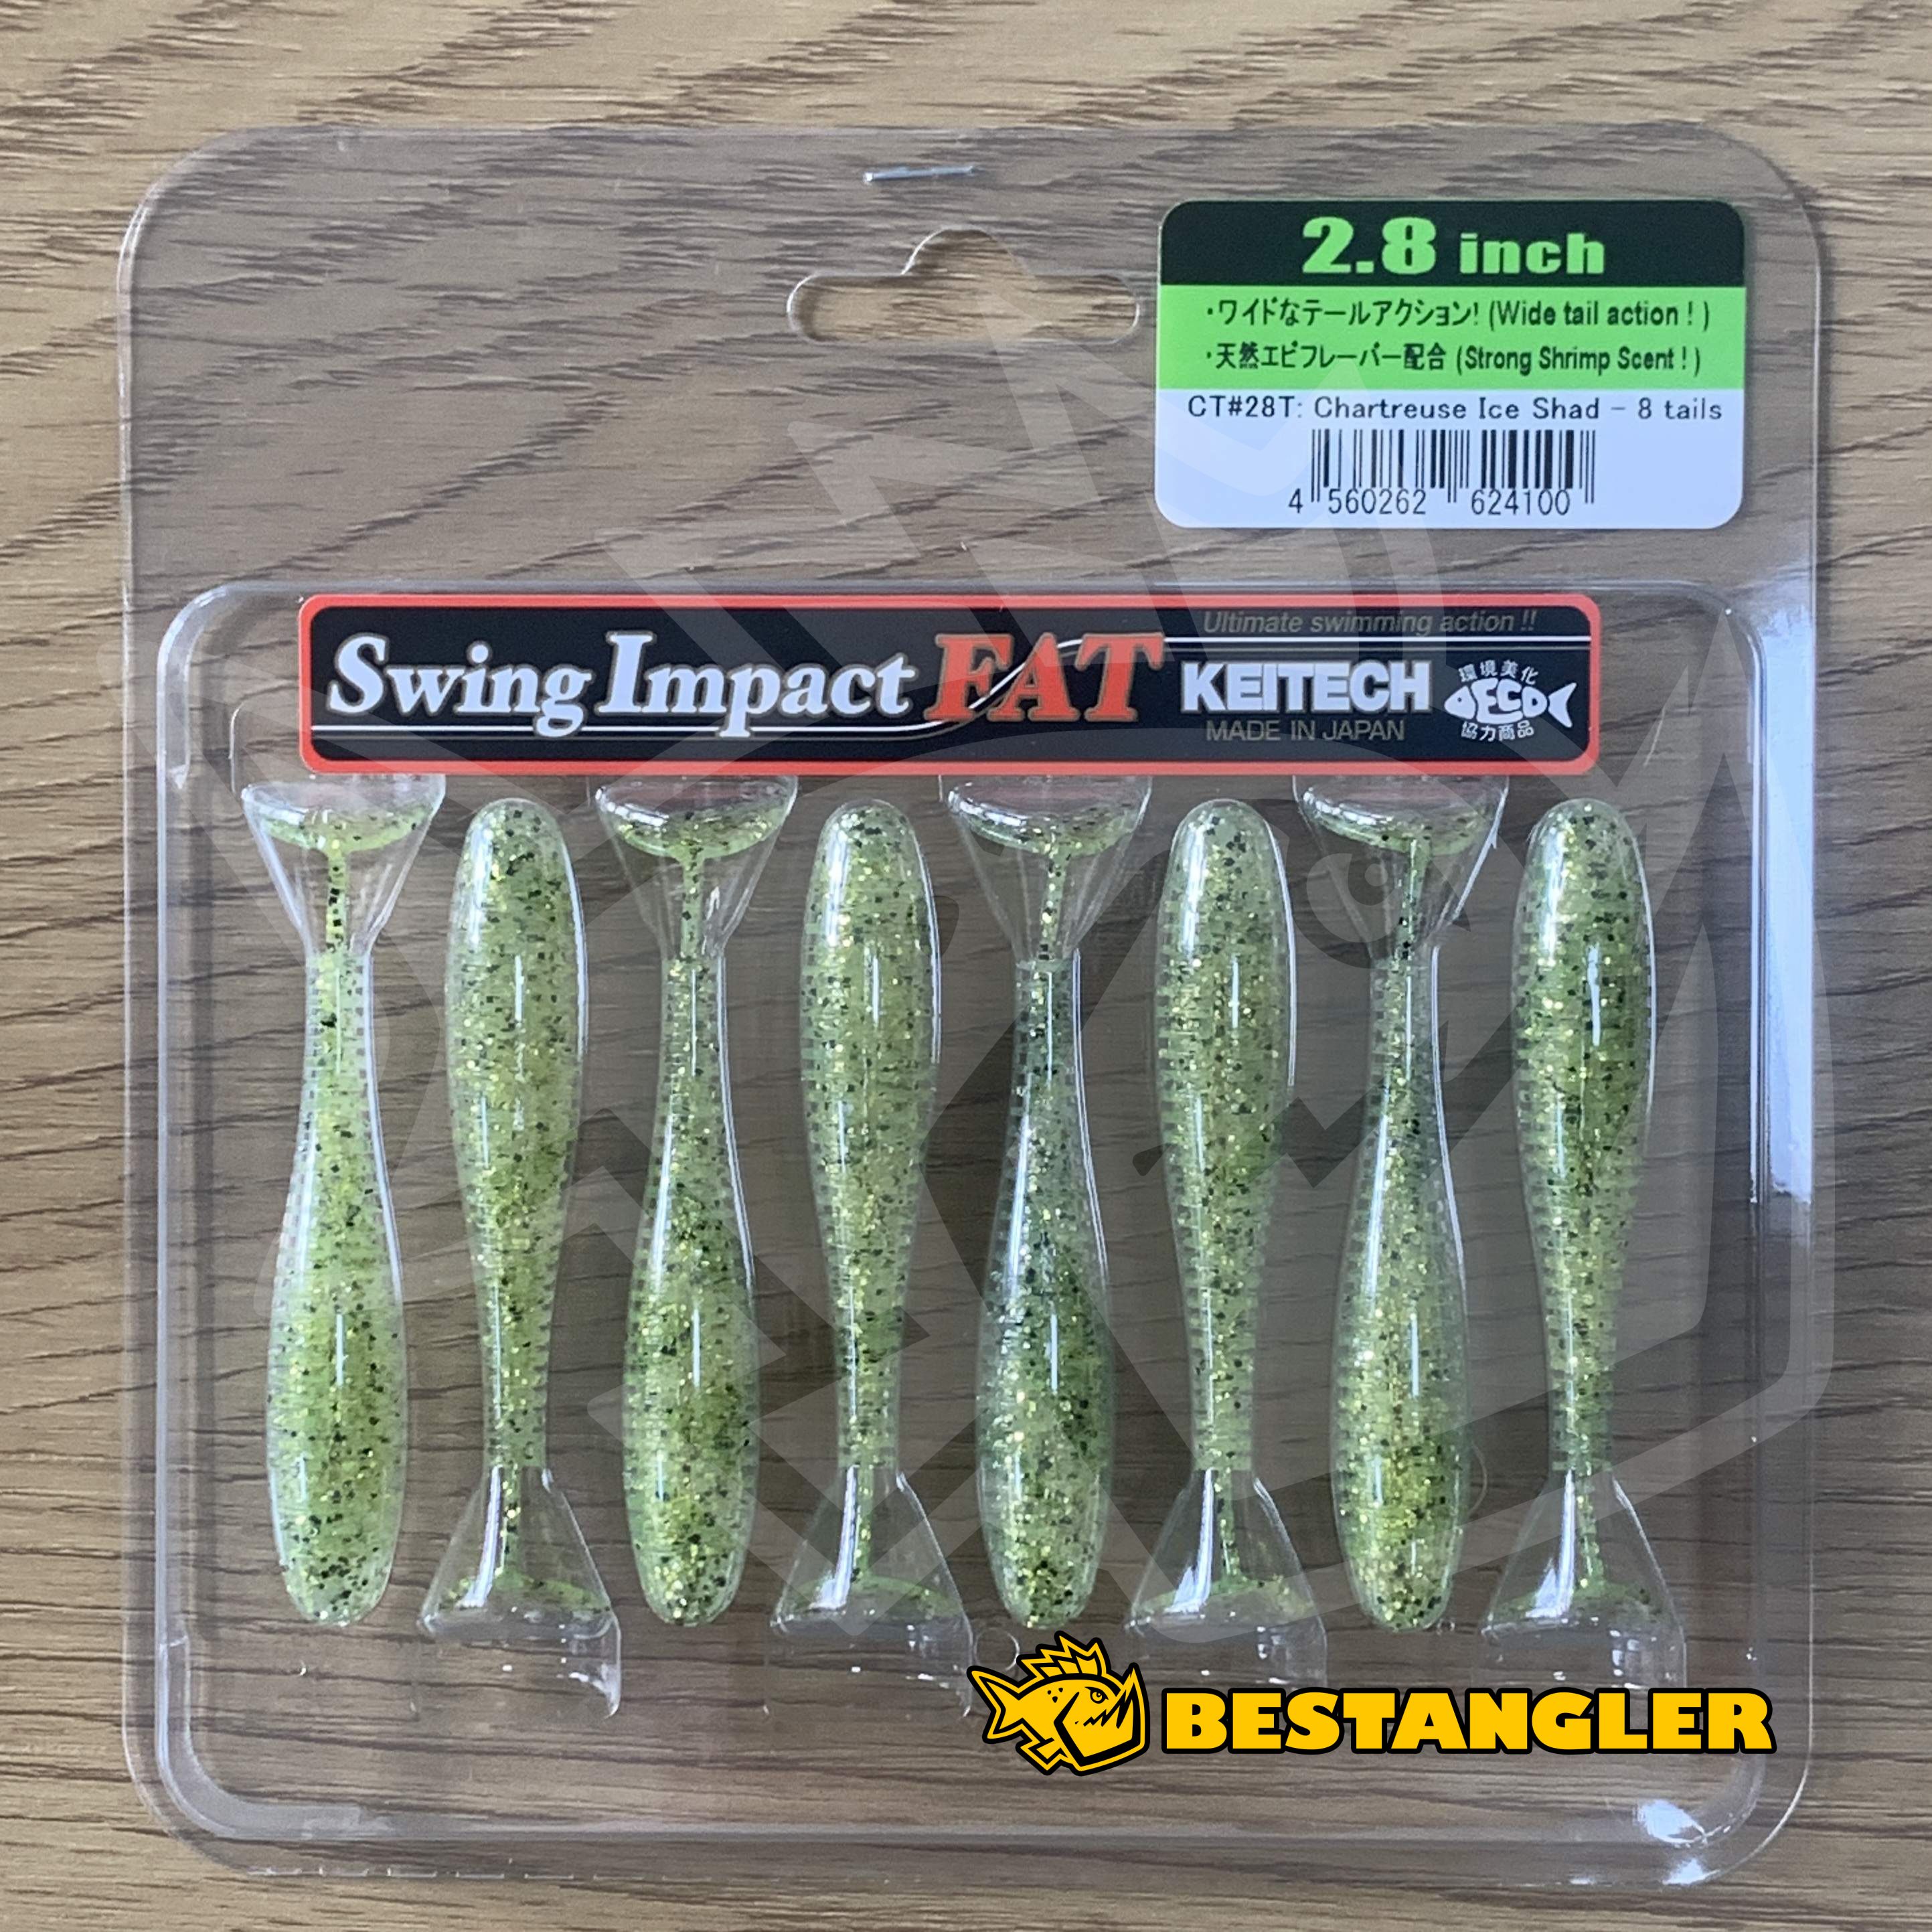 2.8 inch
・ワイドなテールアクション! (Wide tail action ! )
・天然エビフレーバー配合 (Strong Shrimp Scent ! )
CT#28T: Chartreuse Ice Shad - 8 tails
4 560262 624100
Ultimate swimming action !!
Swing Impact FAT KEITECH
MADE IN JAPAN
環境美化
DECO
協力商品
BESTANGLER